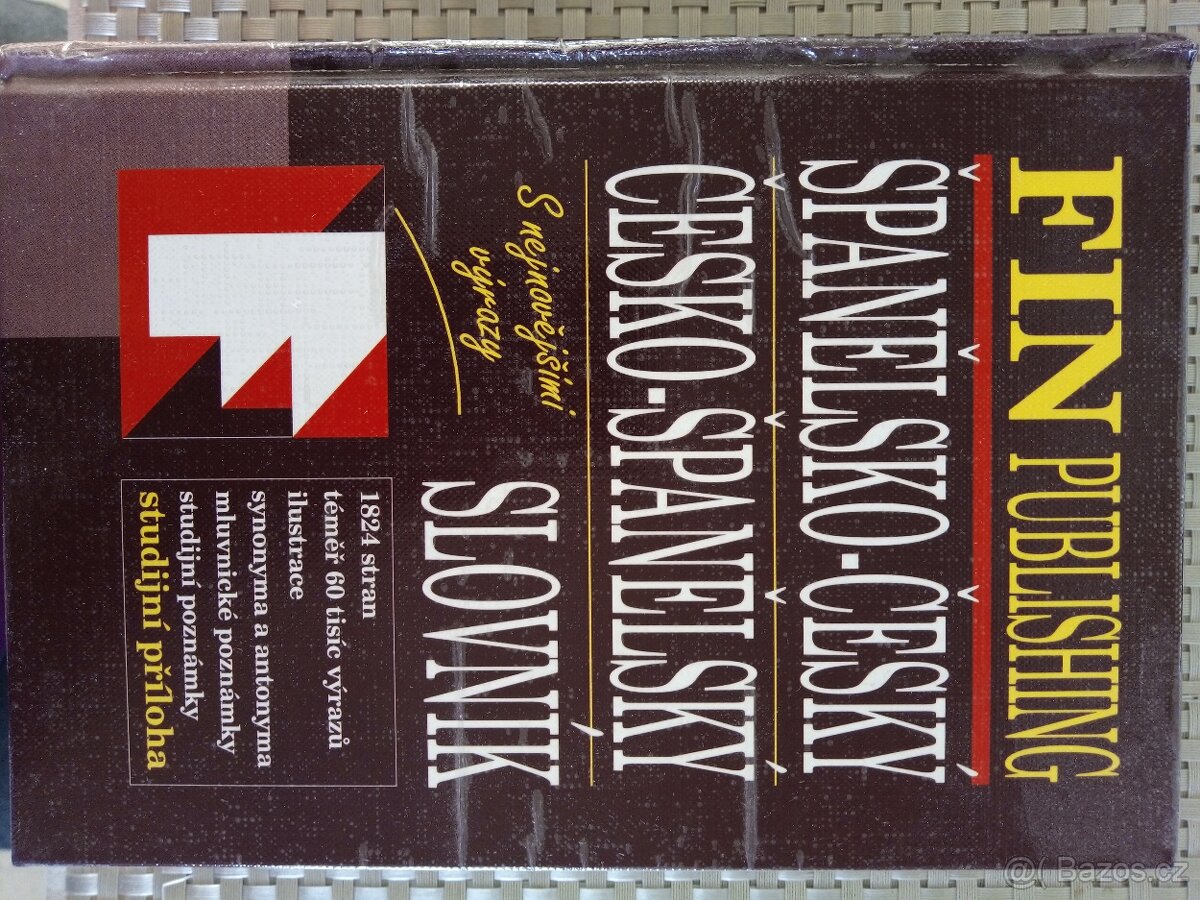 FIN PUBLISHING
ŠPANĚLSKO-ČESKÝ
ČESKO-ŠPANĚLSKÝ
SLOVNÍK
S nejnovějšími
výrazy
1824 stran
téměř 60 tisíc výrazů
ilustrace
synonyma a antonyma
mluvnické poznámky
studijní poznámky
studijní příloha
@( Bazos.cz